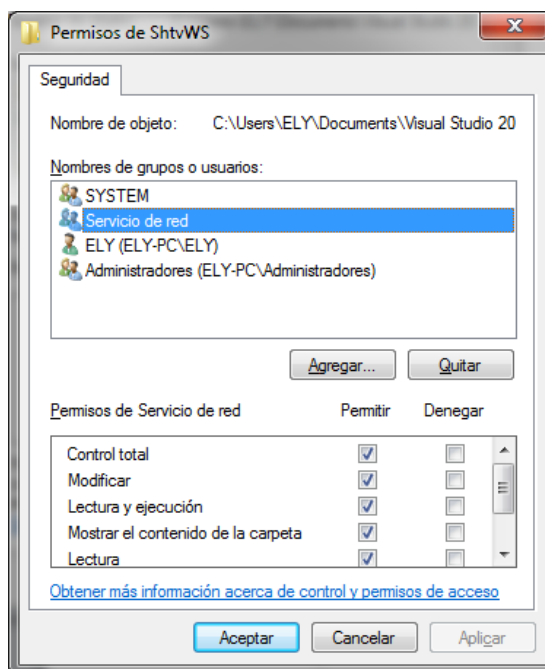 Permisos de ShtvWS
Seguridad
Nombre de objeto: C:\Users\ELY\Documents\Visual Studio 20
Nombres de grupos o usuarios:
SYSTEM
Servicio de red
ELY (ELY-PC\ELY)
Administradores (ELY-PC\Administradores)
Agregar... Quitar
Permisos de Servicio de red Permitir Denegar
Control total
Modificar
Lectura y ejecución
Mostrar el contenido de la carpeta
Lectura
Obtener más información acerca de control y permisos de acceso
Aceptar Cancelar Aplicar